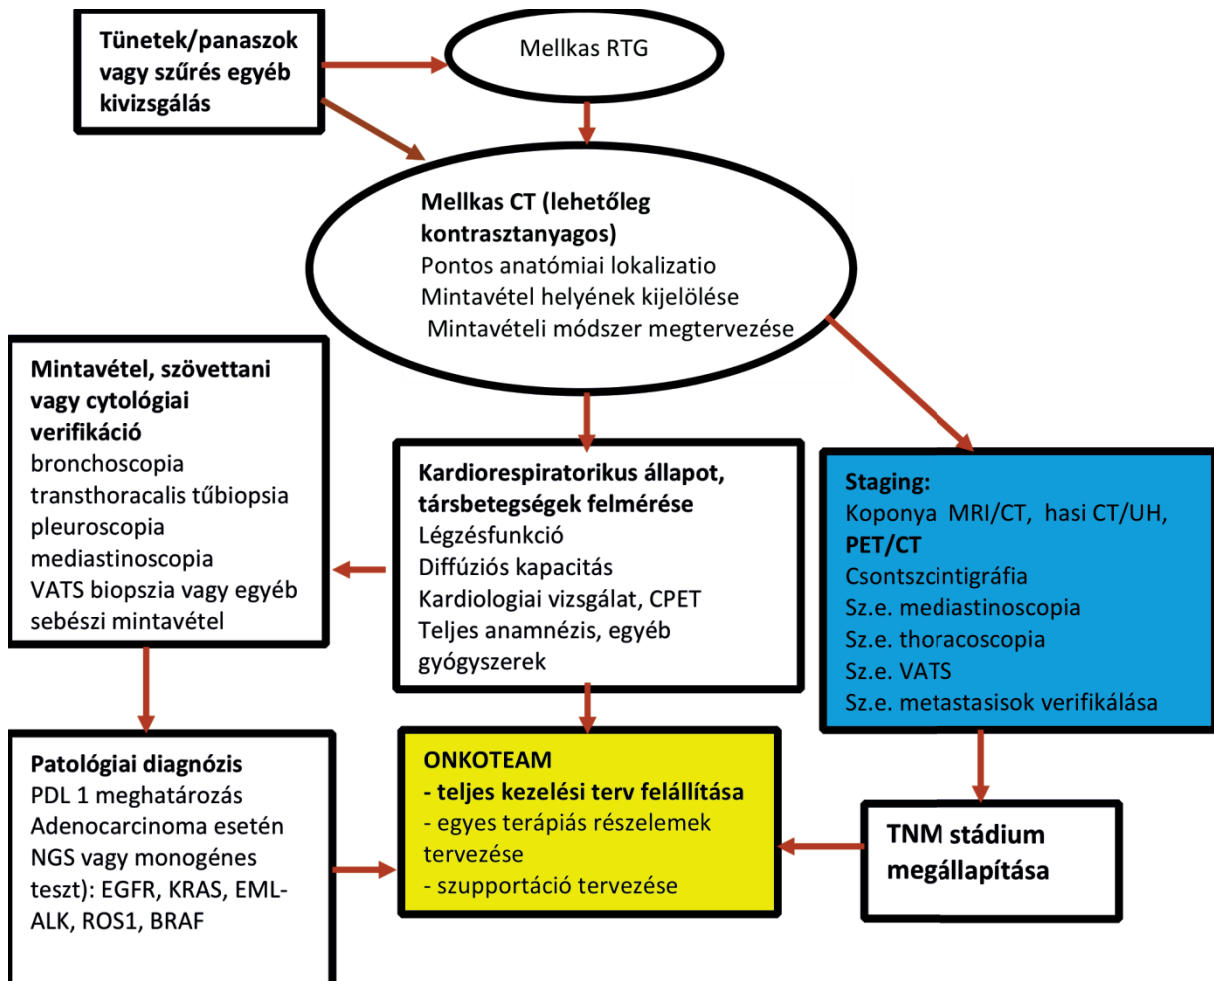 Tünetek/panaszok
vagy szűrés egyéb
kivizsgálás
Mellkas RTG
Mellkas CT (lehetőleg
kontrasztanyagos)
Pontos anatómiai lokalizatio
Mintavétel helyének kijelölése
Mintavételi módszer megtervezése
Mintavétel, szövettani
vagy cytológiai
verifikáció
bronchoscopia
transthoracalis tűbiopsia
pleuroscopia
mediastinoscopia
VATS biopszia vagy egyéb
sebészi mintavétel
Kardiorespiratorikus állapot,
társbetegségek felmérése
Légzésfunkció
Diffúziós kapacitás
Kardiologiai vizsgálat, CPET
Teljes anamnézis, egyéb
gyógyszerek
Staging:
Koponya MRI/CT, hasi CT/UH,
PET/CT
Csontszcintigráfia
Sz.e. mediastinoscopia
Sz.e. thoracoscopia
Sz.e. VATS
Sz.e. metastasisok verifikálása
Patológiai diagnózis
PDL 1 meghatározás
Adenocarcinoma esetén
NGS vagy monogénes
teszt): EGFR, KRAS, EML-
ALK, ROS1, BRAF
ONKOTEAM
- teljes kezelési terv felállítása
- egyes terápiás részelemek
tervezése
- szupportáció tervezése
TNM stádium
megállapítása